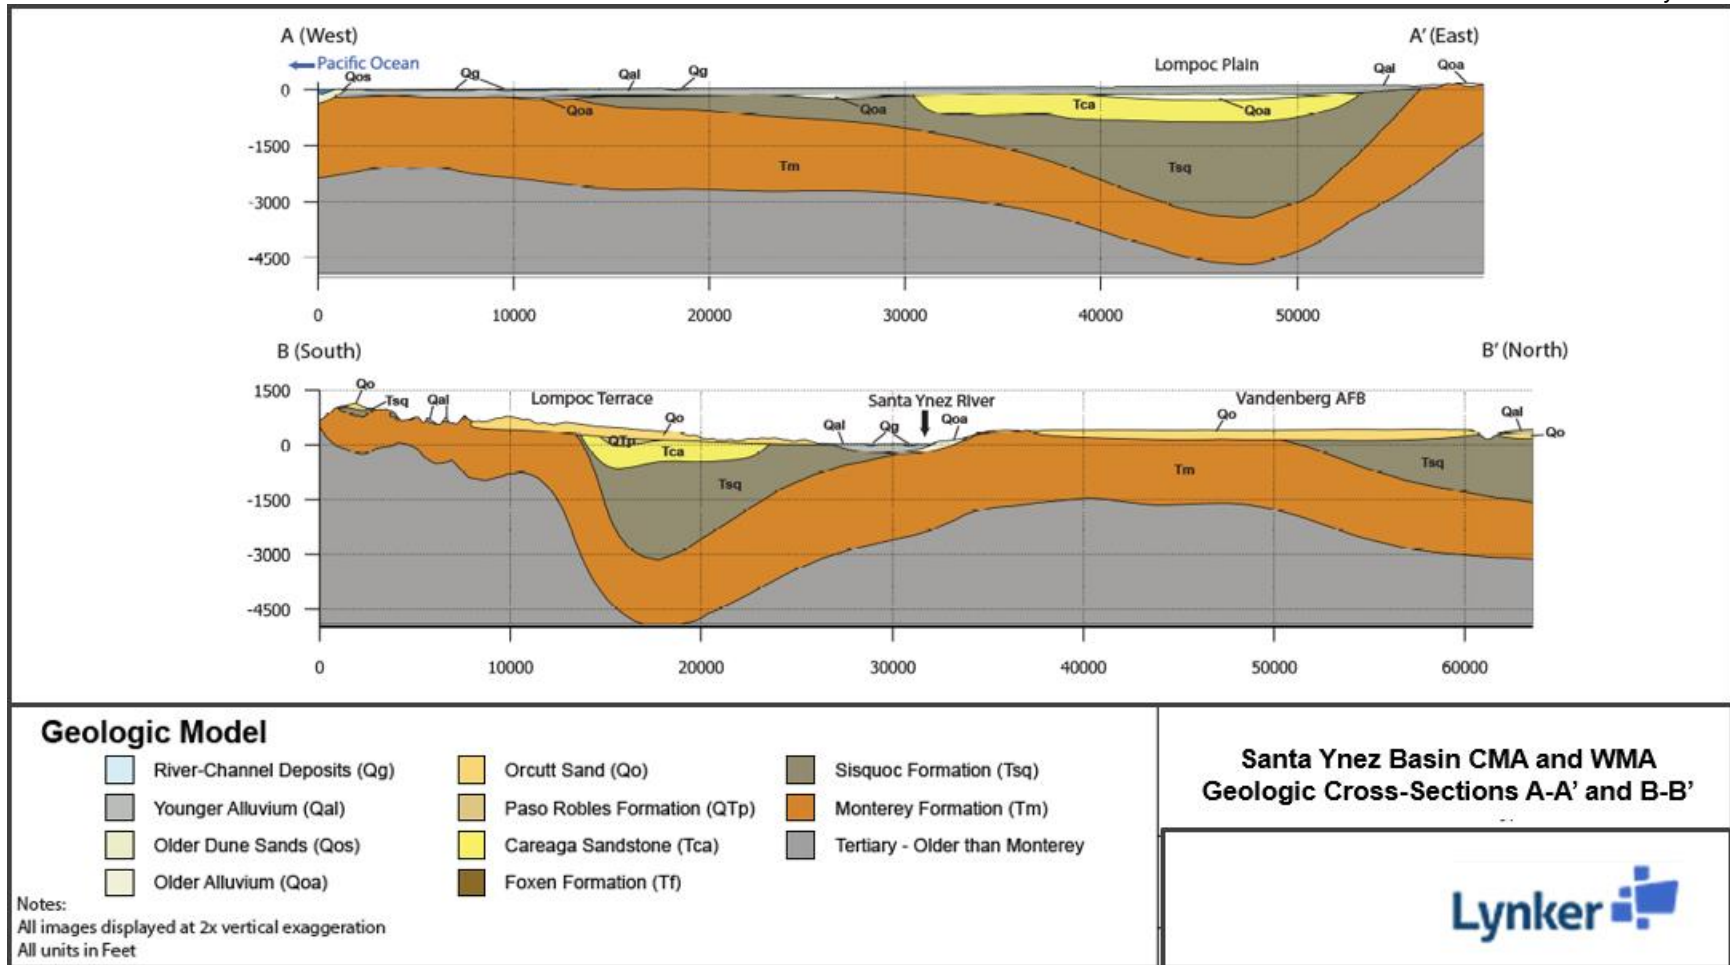 A (West)
A' (East)
Pacific Ocean
Qos
Qg
Qal
Qg
Lompoc Plain
Qal
Qoa
0
-1500
-3000
-4500
Qoa
Qoa
Tca
Qoa
Tm
Tsq
0 10000 20000 30000 40000 50000
B (South)
B' (North)
1500
0
-1500
-3000
-4500
Qo
Tsq
Qal
Lompoc Terrace
Qo
QTp
Tca
Tsq
Santa Ynez River
Qal
Qg
Qoa
Vandenberg AFB
Qo
Qal
Qo
Tm
Tsq
0 10000 20000 30000 40000 50000 60000
Geologic Model
River-Channel Deposits (Qg)
Younger Alluvium (Qal)
Older Dune Sands (Qos)
Older Alluvium (Qoa)
Orcutt Sand (Qo)
Paso Robles Formation (QTp)
Careaga Sandstone (Tca)
Foxen Formation (Tf)
Sisquoc Formation (Tsq)
Monterey Formation (Tm)
Tertiary - Older than Monterey
Notes:
All images displayed at 2x vertical exaggeration
All units in Feet
Santa Ynez Basin CMA and WMA
Geologic Cross-Sections A-A' and B-B'
Lynker